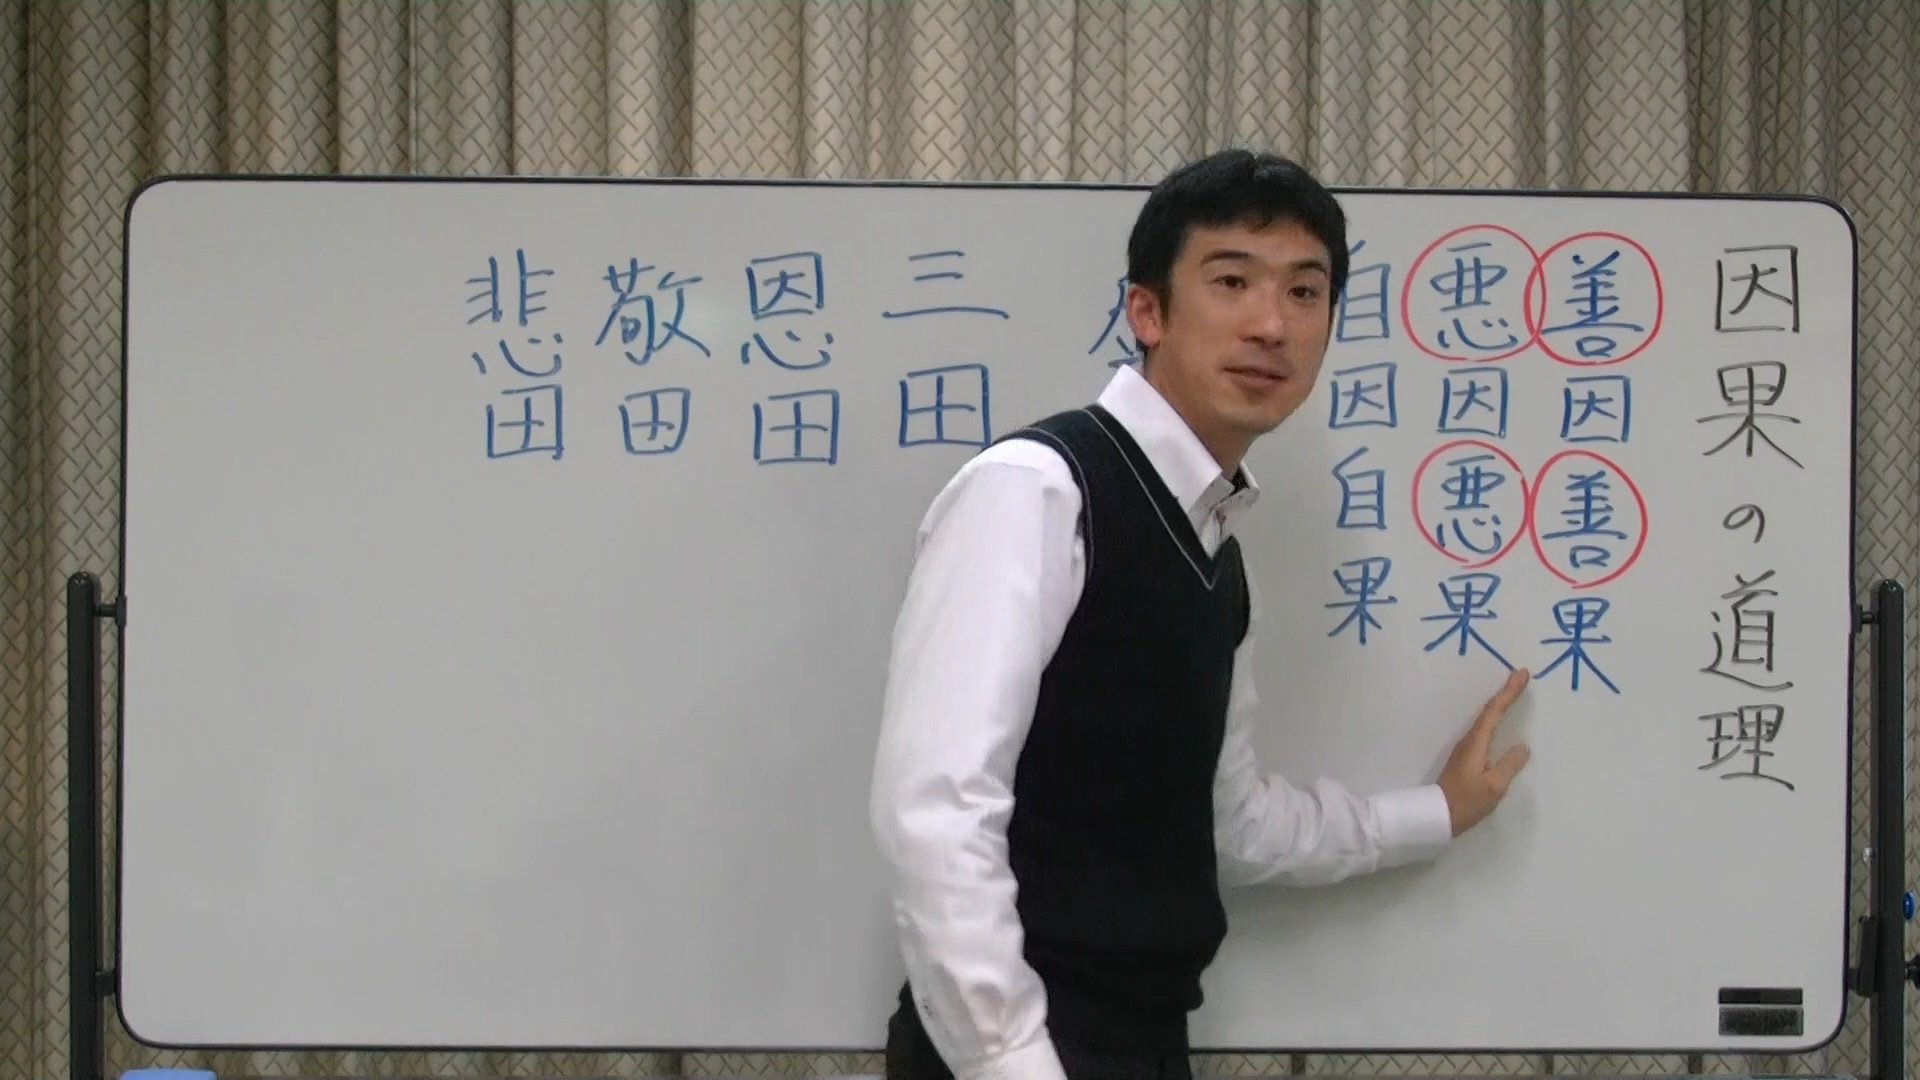 因果の道理
善因善果
悪因悪果
自因自果
三田
恩田
敬田
悲田